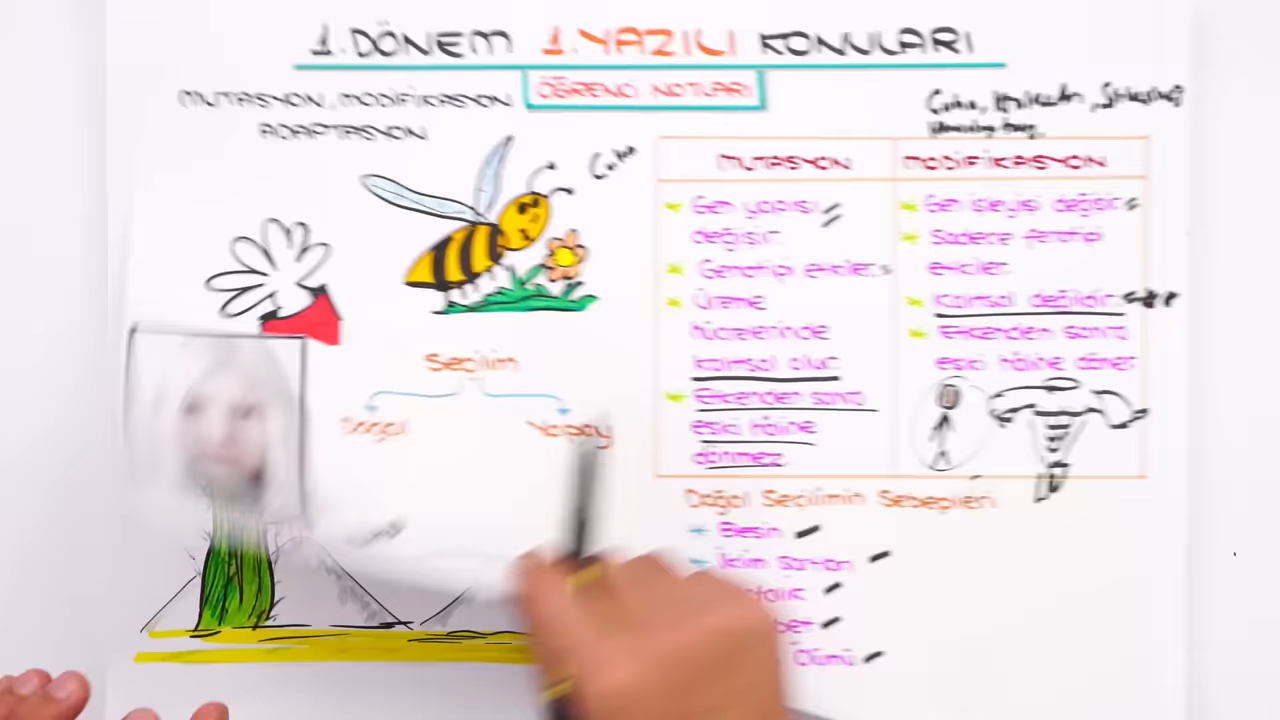 1.DÖNEM 1.YAZILI KONULARI
ÖĞRENCİ NOTLARI
MUTASYON, MODİFİKASYON
ADAPTASYON
Seçilim
Doğal
Yapay
MUTASYON
Gen yapısı
değişir.
Genotipi etkiler.
Üreme
hücrelerinde
kalıtsal olur.
Etkenden sonra
eski hâline
dönmez.
MODİFİKASYON
Gen işleyişi değişir.
Sadece fenotipi
etkiler.
Kalıtsal değildir.
Etkenden sonra
eski hâline döner.
Doğal Seçilimin Sebepleri
Besin
İklim
Ölümü